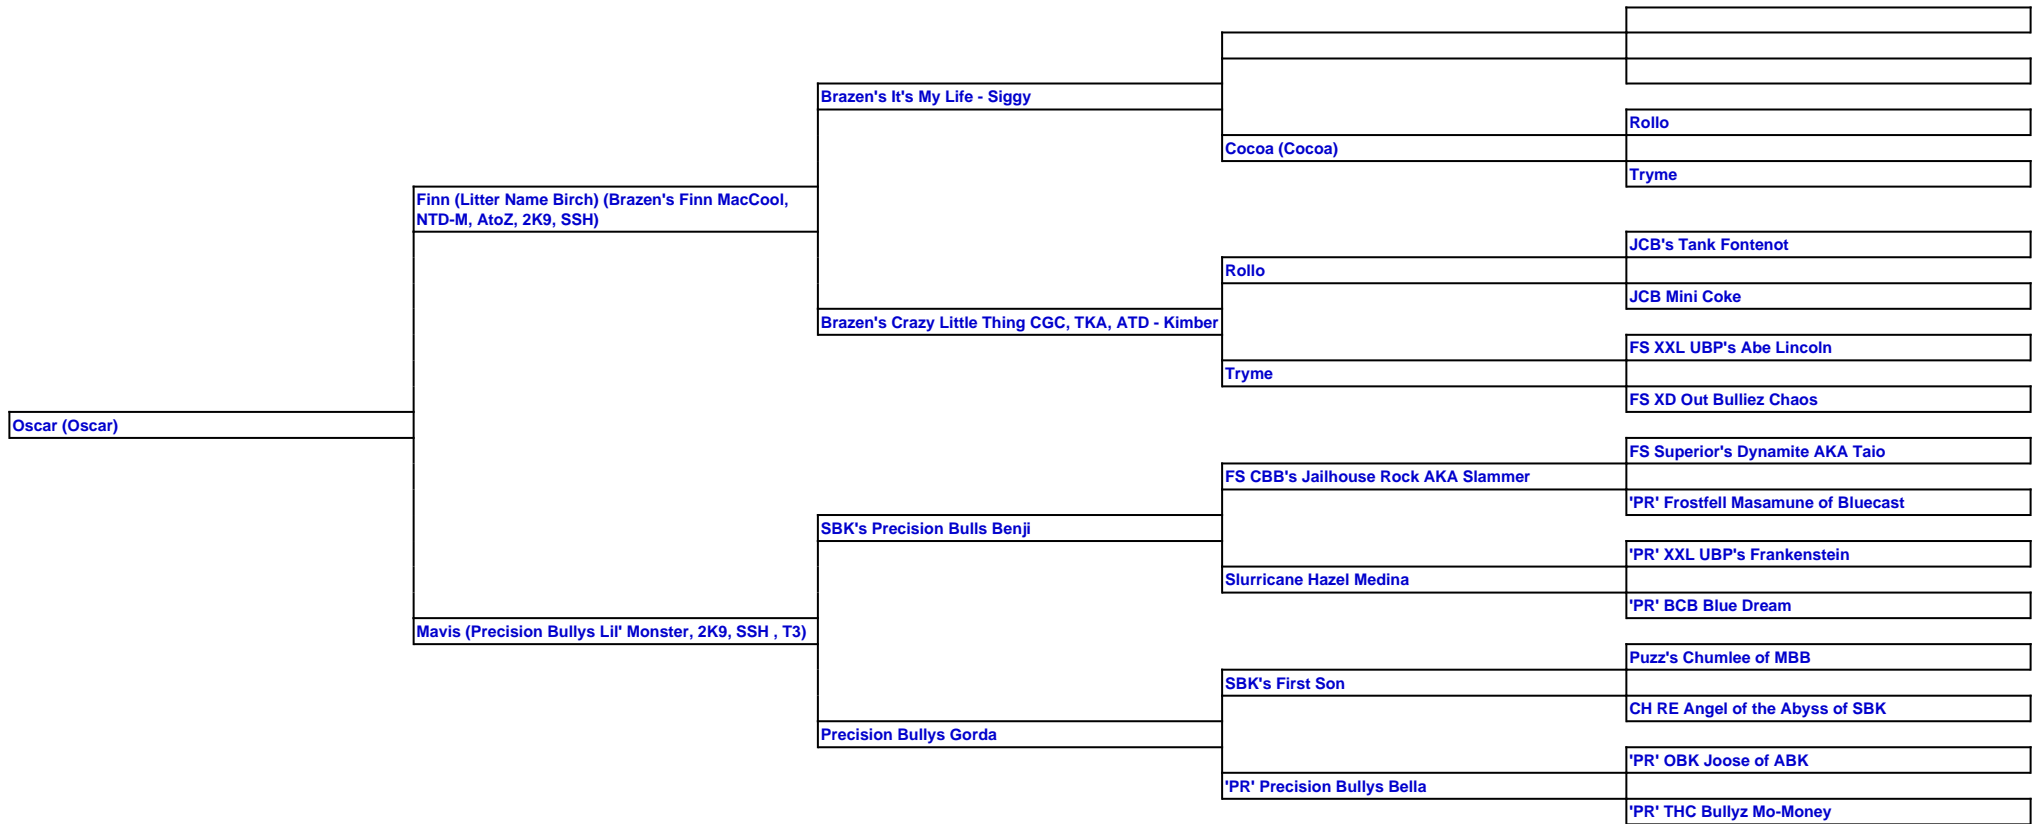 Brazen's It's My Life - Siggy
Rollo
Cocoa (Cocoa)
Tryme
Finn (Litter Name Birch) (Brazen's Finn MacCool,
NTD-M, AtoZ, 2K9, SSH)
JCB's Tank Fontenot
Rollo
JCB Mini Coke
Brazen's Crazy Little Thing CGC, TKA, ATD - Kimber
FS XXL UBP's Abe Lincoln
Tryme
FS XD Out Bulliez Chaos
Oscar (Oscar)
FS Superior's Dynamite AKA Taio
FS CBB's Jailhouse Rock AKA Slammer
'PR' Frostfell Masamune of Bluecast
SBK's Precision Bulls Benji
'PR' XXL UBP's Frankenstein
Slurricane Hazel Medina
'PR' BCB Blue Dream
Mavis (Precision Bullys Lil' Monster, 2K9, SSH , T3)
Puzz's Chumlee of MBB
SBK's First Son
CH RE Angel of the Abyss of SBK
Precision Bullys Gorda
'PR' OBK Joose of ABK
'PR' Precision Bullys Bella
'PR' THC Bullyz Mo-Money